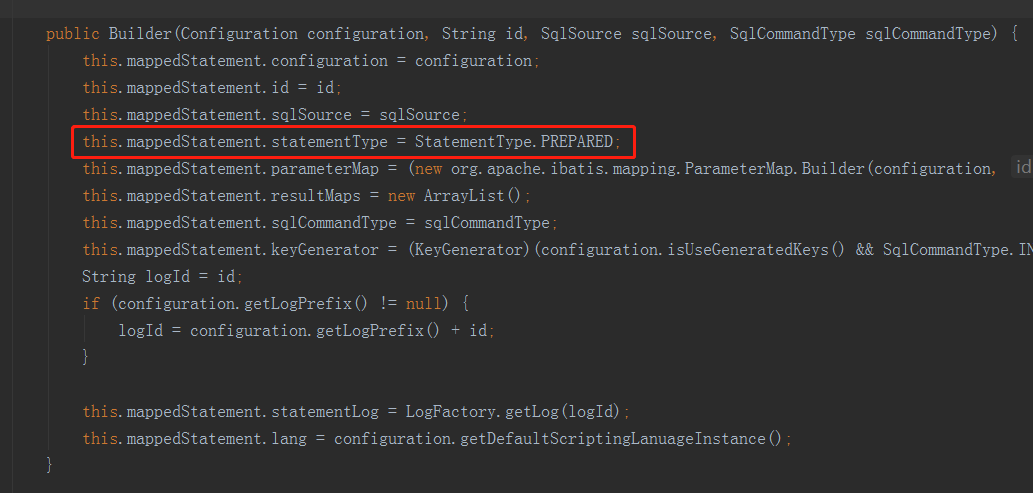 public Builder(Configuration configuration, String id, SqlSource sqlSource, SqlCommandType sqlCommandType) {
this.mappedStatement.configuration = configuration;
this.mappedStatement.id = id;
this.mappedStatement.sqlSource = sqlSource;
this.mappedStatement.statementType = StatementType.PREPARED;
this.mappedStatement.parameterMap = (new org.apache.ibatis.mapping.ParameterMap.Builder(configuration, id
this.mappedStatement.resultMaps = new ArrayList();
this.mappedStatement.sqlCommandType = sqlCommandType;
this.mappedStatement.keyGenerator = (KeyGenerator)(configuration.isUseGeneratedKeys() && SqlCommandType.IN
String logId = id;
if (configuration.getLogPrefix() != null) {
logId = configuration.getLogPrefix() + id;
}
this.mappedStatement.statementLog = LogFactory.getLog(logId);
this.mappedStatement.lang = configuration.getDefaultScriptingLanuageInstance();
}